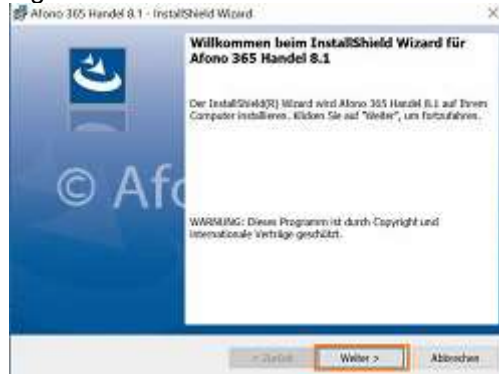 Afono 365 Handel 8.1 - InstallShield Wizard
Willkommen beim InstallShield Wizard für
Afono 365 Handel 8.1
Der InstallShield(R) Wizard wird Afono 365 Handel 8.1 auf Ihrem
Computer installieren. Klicken Sie auf "Weiter", um fortzufahren.
© Afo
WARNUNG: Dieses Programm ist durch Copyright und
internationale Verträge geschützt.
< Zurück
Weiter >
Abbrechen